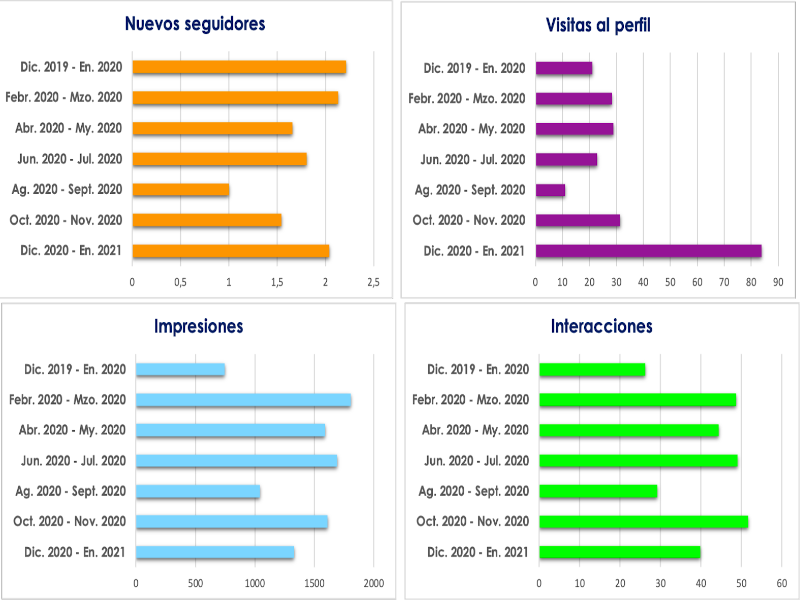 Nuevos seguidores
Dic. 2019 - En. 2020
Febr. 2020 - Mzo. 2020
Abr. 2020 - My. 2020
Jun. 2020 - Jul. 2020
Ag. 2020 - Sept. 2020
Oct. 2020 - Nov. 2020
Dic. 2020 - En. 2021
0 0,5 1 1,5 2 2,5
Visitas al perfil
Dic. 2019 - En. 2020
Febr. 2020 - Mzo. 2020
Abr. 2020 - My. 2020
Jun. 2020 - Jul. 2020
Ag. 2020 - Sept. 2020
Oct. 2020 - Nov. 2020
Dic. 2020 - En. 2021
0 10 20 30 40 50 60 70 80 90
Impresiones
Dic. 2019 - En. 2020
Febr. 2020 - Mzo. 2020
Abr. 2020 - My. 2020
Jun. 2020 - Jul. 2020
Ag. 2020 - Sept. 2020
Oct. 2020 - Nov. 2020
Dic. 2020 - En. 2021
0 500 1000 1500 2000
Interacciones
Dic. 2019 - En. 2020
Febr. 2020 - Mzo. 2020
Abr. 2020 - My. 2020
Jun. 2020 - Jul. 2020
Ag. 2020 - Sept. 2020
Oct. 2020 - Nov. 2020
Dic. 2020 - En. 2021
0 10 20 30 40 50 60